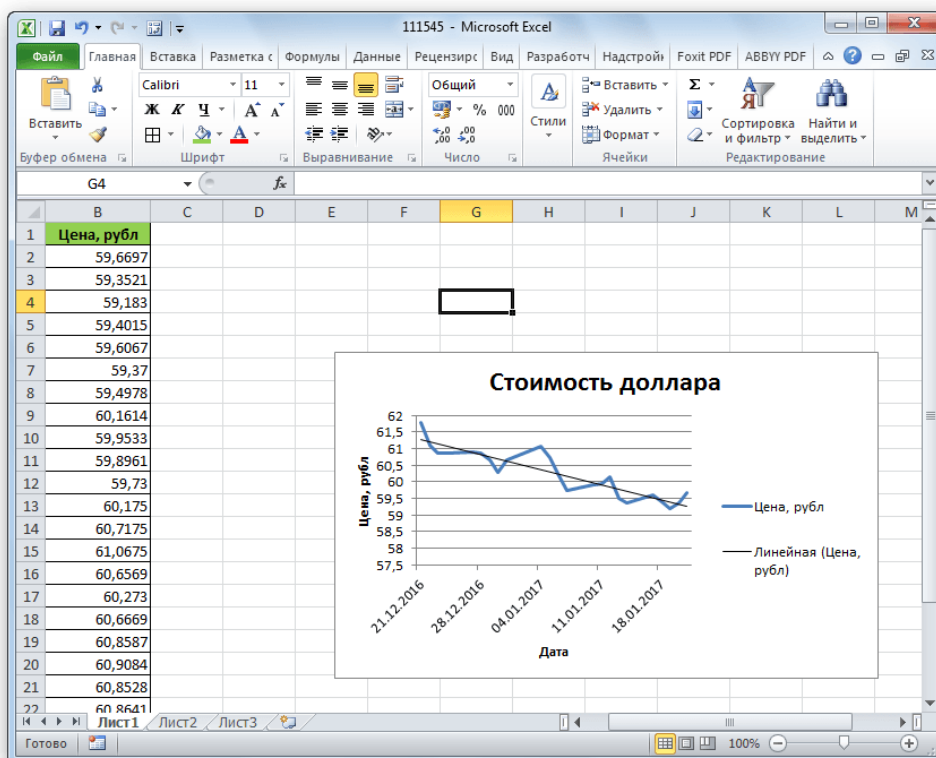 111545 - Microsoft Excel
Файл Главная Вставка Разметка с Формулы Данные Рецензирс Вид Разработч Надстройк Foxit PDF ABBYY PDF
Вставить
Буфер обмена
Calibri 11
Ж К Ч А А
А
Шрифт
Выравнивание
Общий
% 000
,00 ,00
Число
А
Стили
Вставить
Удалить
Формат
Ячейки
Σ
Сортировка и фильтр
Найти и выделить
Редактирование
G4 fx
B C D E F G H I J K L M
1 Цена, рубл
2 59,6697
3 59,3521
4 59,183
5 59,4015
6 59,6067
7 59,37
8 59,4978
9 60,1614
10 59,9533
11 59,8961
12 59,73
13 60,175
14 60,7175
15 61,0675
16 60,6569
17 60,273
18 60,6669
19 60,8587
20 60,9084
21 60,8528
22 60,8641
Стоимость доллара
Цена, рубл
62
61,5
61
60,5
60
59,5
59
58,5
58
57,5
21.12.2016 28.12.2016 04.01.2017 11.01.2017 18.01.2017
Дата
Цена, рубл
Линейная (Цена,
рубл)
Лист1 Лист2 Лист3
Готово 100%